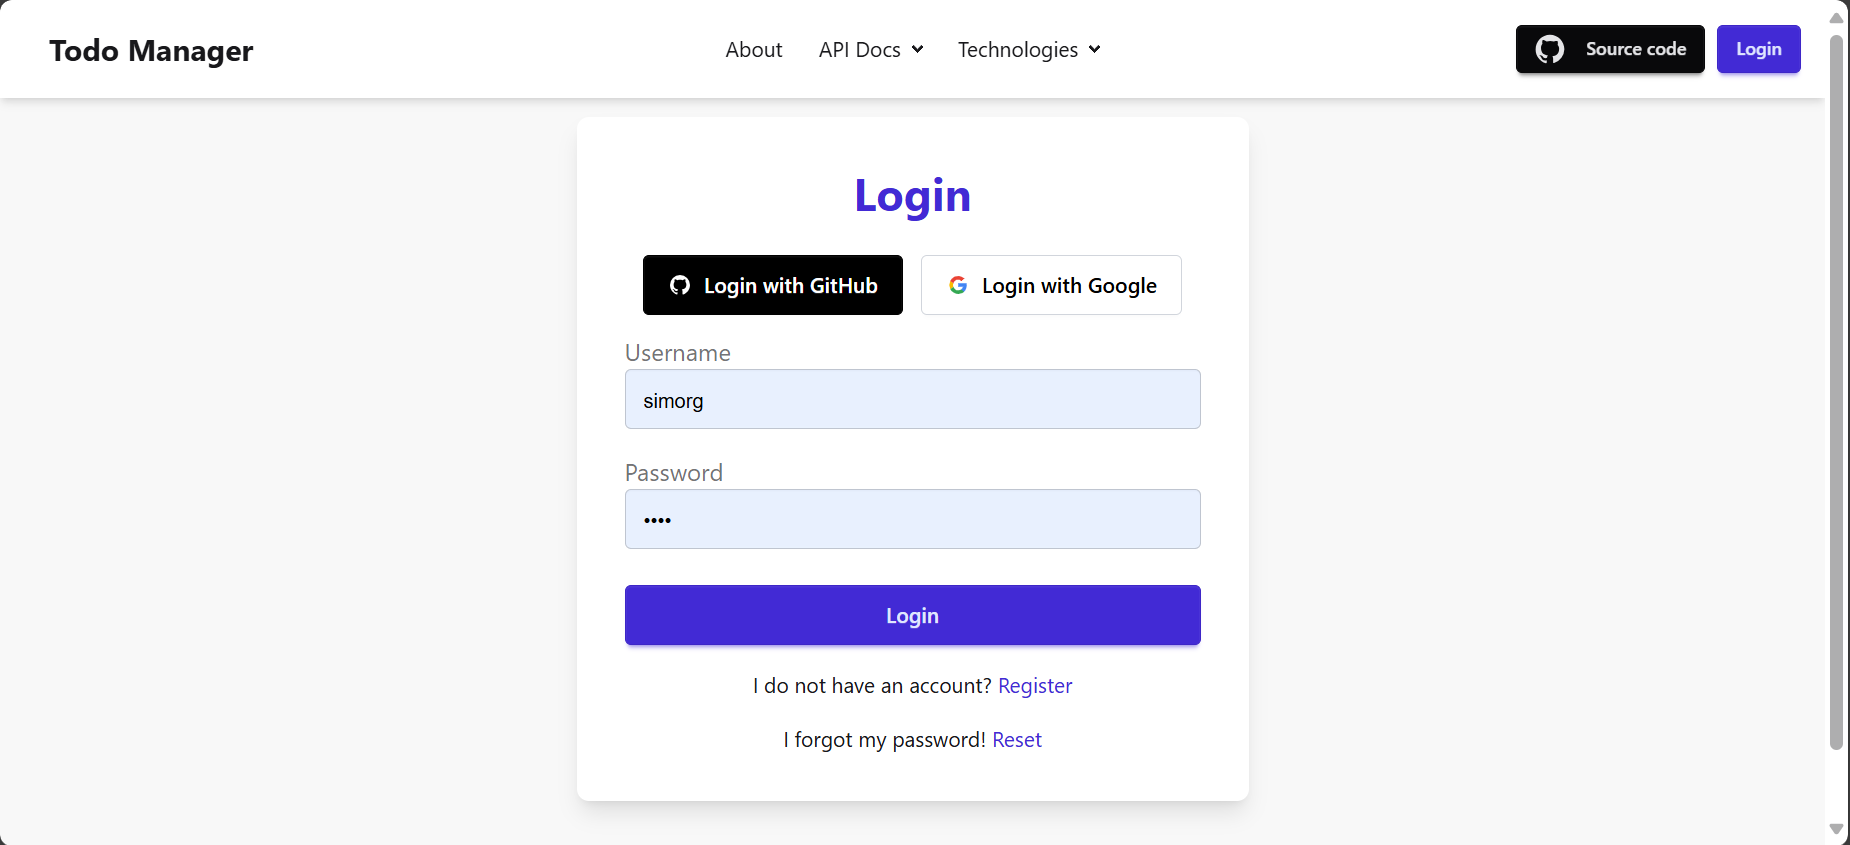 Todo Manager
About API Docs Technologies
Source code Login
Login
Login with GitHub Login with Google
Username
simorg
Password
••••
Login
I do not have an account? Register
I forgot my password! Reset